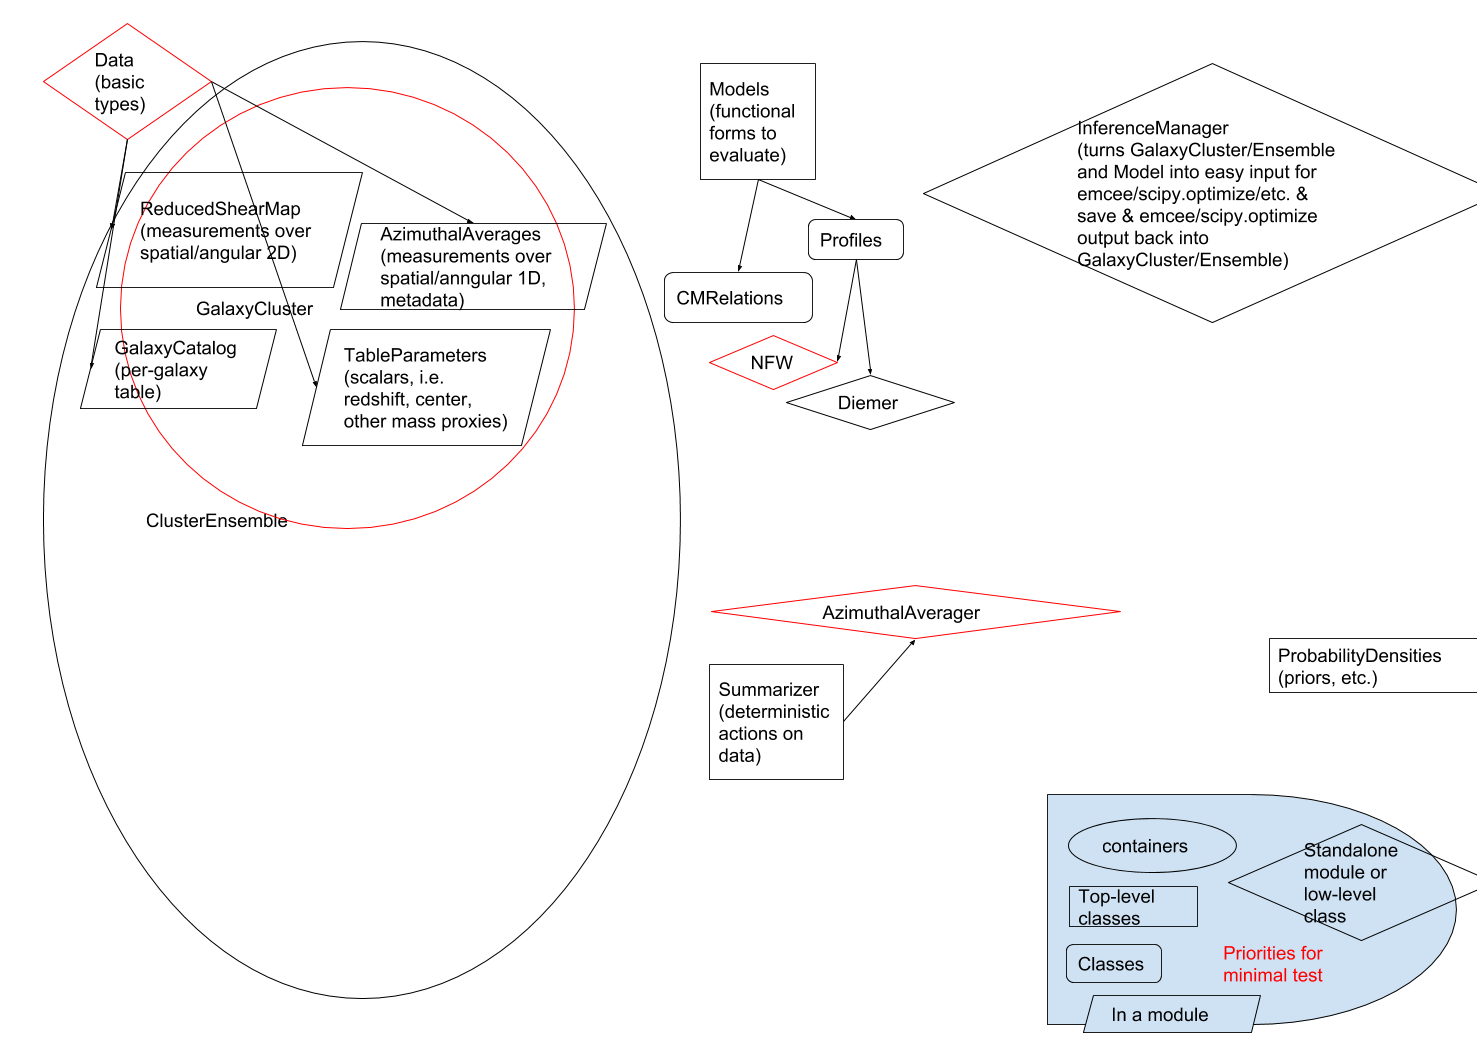 Data
(basic
types)
ReducedShearMap
(measurements over
spatial/angular 2D)
AzimuthalAverages
(measurements over
spatial/anngular 1D,
metadata)
GalaxyCluster
GalaxyCatalog
(per-galaxy
table)
TableParameters
(scalars, i.e.
redshift, center,
other mass proxies)
ClusterEnsemble
Models
(functional
forms to
evaluate)
Profiles
CMRelations
NFW
Diemer
InferenceManager
(turns GalaxyCluster/Ensemble
and Model into easy input for
emcee/scipy.optimize/etc. &
save & emcee/scipy.optimize
output back into
GalaxyCluster/Ensemble)
AzimuthalAverager
Summarizer
(deterministic
actions on
data)
ProbabilityDensities
(priors, etc.)
containers
Standalone
module or
low-level
class
Top-level
classes
Classes
Priorities for
minimal test
In a module